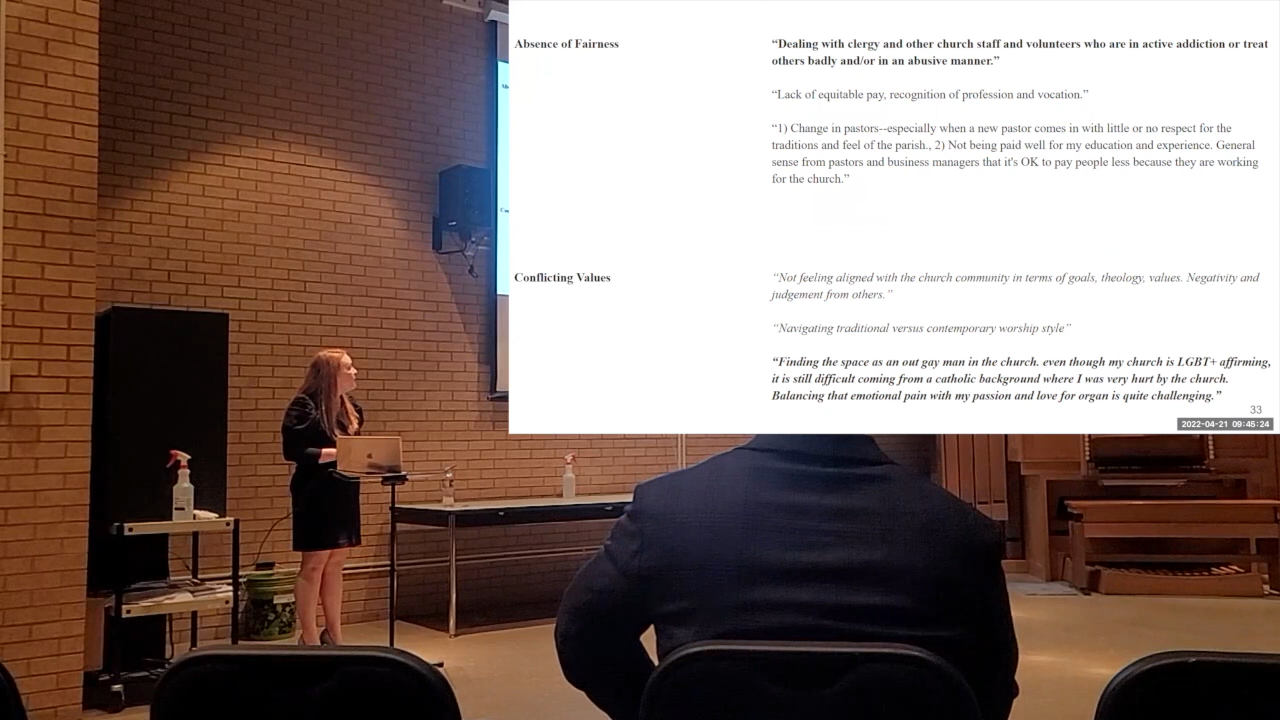 Absence of Fairness
“Dealing with clergy and other church staff and volunteers who are in active addiction or treat
others badly and/or in an abusive manner.”
“Lack of equitable pay, recognition of profession and vocation.”
“1) Change in pastors--especially when a new pastor comes in with little or no respect for the
traditions and feel of the parish., 2) Not being paid well for my education and experience. General
sense from pastors and business managers that it's OK to pay people less because they are working
for the church.”
Conflicting Values
“Not feeling aligned with the church community in terms of goals, theology, values. Negativity and
judgement from others.”
“Navigating traditional versus contemporary worship style”
“Finding the space as an out gay man in the church. even though my church is LGBT+ affirming,
it is still difficult coming from a catholic background where I was very hurt by the church.
Balancing that emotional pain with my passion and love for organ is quite challenging.”
33
2022-04-21 09:45:24